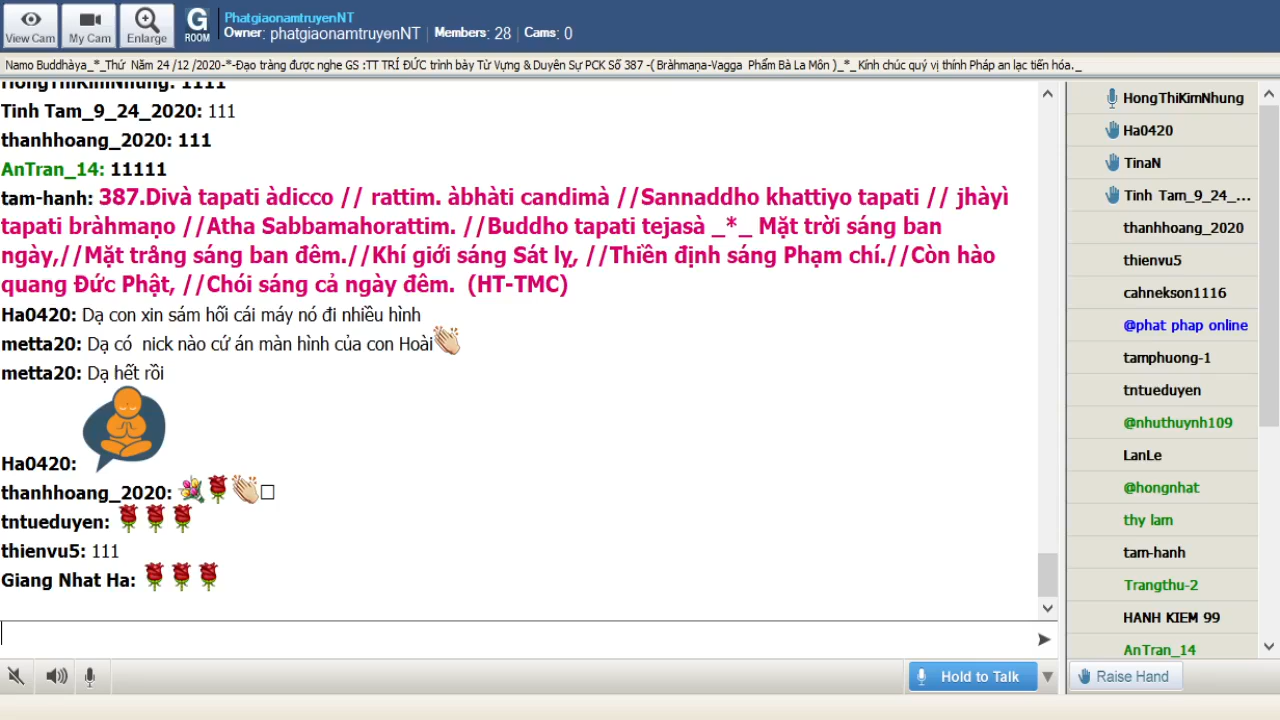 View Cam
My Cam
Enlarge
G
ROOM
PhatgiaonamtruyenNT
Owner: phatgiaonamtruyenNT | Members: 28 | Cams: 0
Namo Buddhàya_*_Thứ Năm 24 /12 /2020-*-Đạo tràng được nghe GS :TT TRÍ ĐỨC trình bày Từ Vựng & Duyên Sự PCK Số 387 -( Bràhmaṇa-Vagga Phẩm Bà La Môn )_*_ Kính chúc quý vị thính Pháp an lạc tiến hóa._
HongThiKimNhung: 1111
Tinh Tam_9_24_2020: 111
thanhhoang_2020: 111
AnTran_14: 11111
tam-hanh: 387.Divà tapati àdicco // rattim. àbhàti candimà //Sannaddho khattiyo tapati // jhàyì
tapati bràhmaṇo //Atha Sabbamahorattim. //Buddho tapati tejasà _*_ Mặt trời sáng ban
ngày,//Mặt trăng sáng ban đêm.//Khí giới sáng Sát lỵ, //Thiền định sáng Phạm chí.//Còn hào
quang Đức Phật, //Chói sáng cả ngày đêm. (HT-TMC)
Ha0420: Dạ con xin sám hối cái máy nó đi nhiều hình
metta20: Dạ có nick nào cứ án màn hình của con Hoài
metta20: Dạ hết rồi
Ha0420:
thanhhoang_2020:
tntueduyen:
thienvu5: 111
Giang Nhat Ha:
Hold to Talk
HongThiKimNhung
Ha0420
TinaN
Tinh Tam_9_24_...
thanhhoang_2020
thienvu5
cahnekson1116
@phat phap online
tamphuong-1
tntueduyen
@nhuthuynh109
LanLe
@hongnhat
thy lam
tam-hanh
Trangthu-2
HANH KIEM 99
AnTran_14
Raise Hand